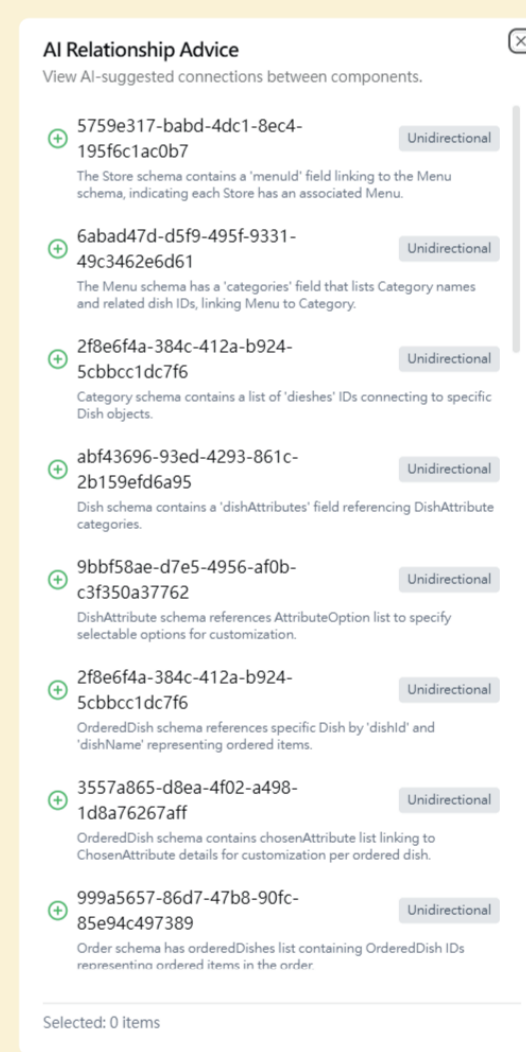 AI Relationship Advice
View AI-suggested connections between components.
5759e317-babd-4dc1-8ec4-
195f6c1ac0b7
Unidirectional
The Store schema contains a 'menuId' field linking to the Menu
schema, indicating each Store has an associated Menu.
6abad47d-d5f9-495f-9331-
49c3462e6d61
Unidirectional
The Menu schema has a 'categories' field that lists Category names
and related dish IDs, linking Menu to Category.
2f8e6f4a-384c-412a-b924-
5cbbcc1dc7f6
Unidirectional
Category schema contains a list of 'dieshes' IDs connecting to specific
Dish objects.
abf43696-93ed-4293-861c-
2b159efd6a95
Unidirectional
Dish schema contains a 'dishAttributes' field referencing DishAttribute
categories.
9bbf58ae-d7e5-4956-af0b-
c3f350a37762
Unidirectional
DishAttribute schema references AttributeOption list to specify
selectable options for customization.
2f8e6f4a-384c-412a-b924-
5cbbcc1dc7f6
Unidirectional
OrderedDish schema references specific Dish by 'dishId' and
'dishName' representing ordered items.
3557a865-d8ea-4f02-a498-
1d8a76267aff
Unidirectional
OrderedDish schema contains chosenAttribute list linking to
ChosenAttribute details for customization per ordered dish.
999a5657-86d7-47b8-90fc-
85e94c497389
Unidirectional
Order schema has orderedDishes list containing OrderedDish IDs
representing ordered items in the order.
Selected: 0 items